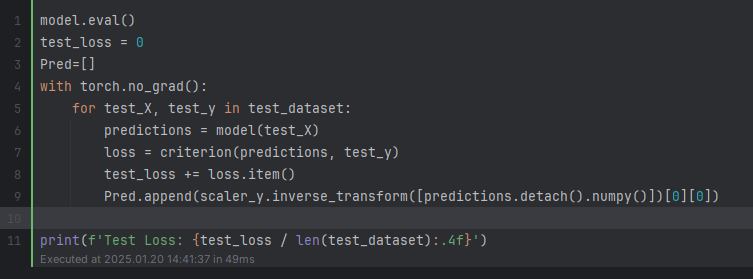 1 model.eval()
2 test_loss = 0
3 Pred=[]
4 with torch.no_grad():
5     for test_X, test_y in test_dataset:
6         predictions = model(test_X)
7         loss = criterion(predictions, test_y)
8         test_loss += loss.item()
9         Pred.append(scaler_y.inverse_transform([predictions.detach().numpy()])[0][0])
10
11 print(f'Test Loss: {test_loss / len(test_dataset):.4f}')
Executed at 2025.01.20 14:41:37 in 49ms